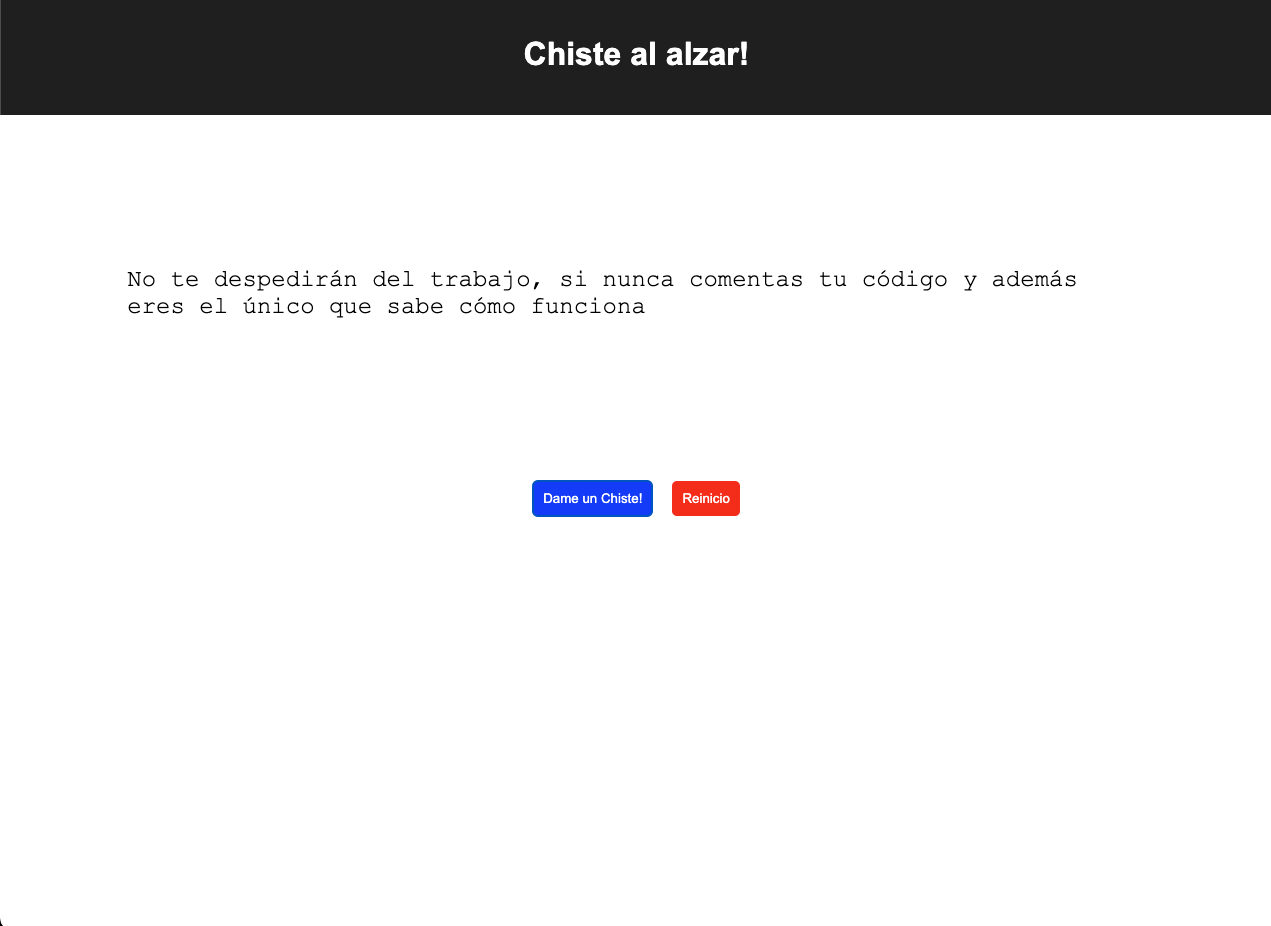 Chiste al alzar!
No te despedirán del trabajo, si nunca comentas tu código y además
eres el único que sabe cómo funciona
Dame un Chiste!
Reinicio